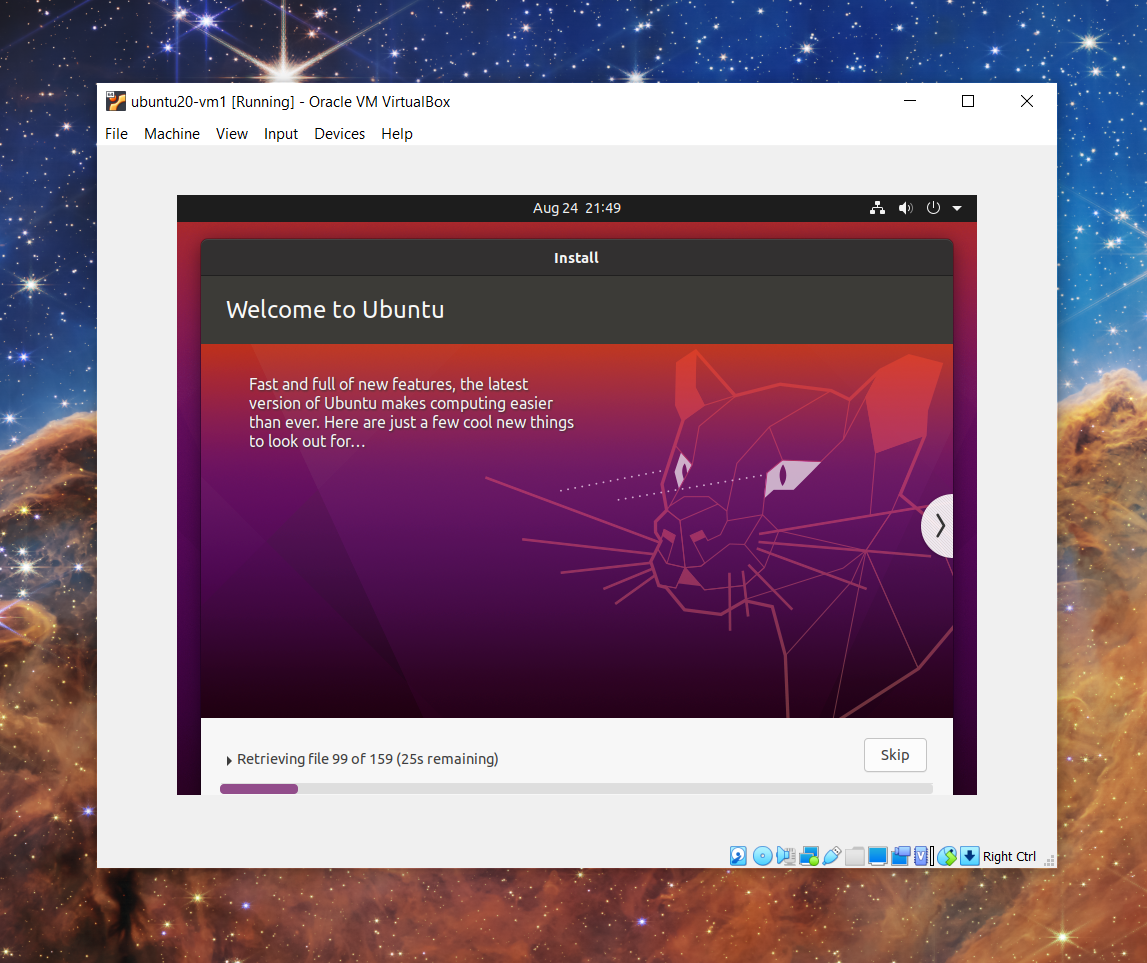 ubuntu20-vm1 [Running] - Oracle VM VirtualBox
File Machine View Input Devices Help
Aug 24 21:49
Install
Welcome to Ubuntu
Fast and full of new features, the latest
version of Ubuntu makes computing easier
than ever. Here are just a few cool new things
to look out for…
Retrieving file 99 of 159 (25s remaining)
Skip
Right Ctrl